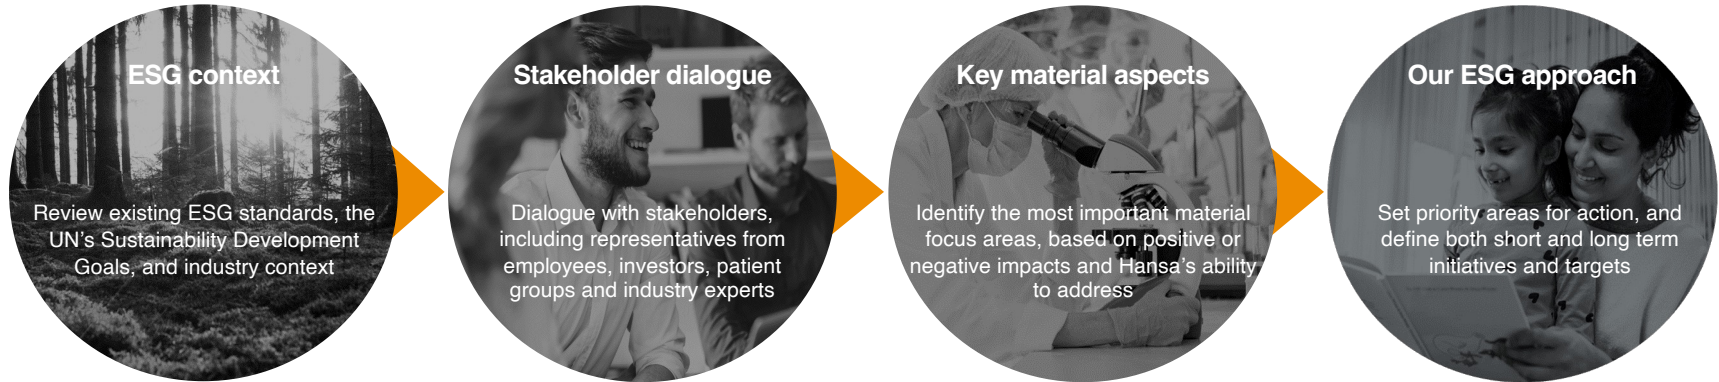 ESG context
Review existing ESG standards, the
UN's Sustainability Development
Goals, and industry context
Stakeholder dialogue
Dialogue with stakeholders,
including representatives from
employees, investors, patient
groups and industry experts
Key material aspects
Identify the most important material
focus areas, based on positive or
negative impacts and Hansa's ability
to address
Our ESG approach
Set priority areas for action, and
define both short and long term
initiatives and targets